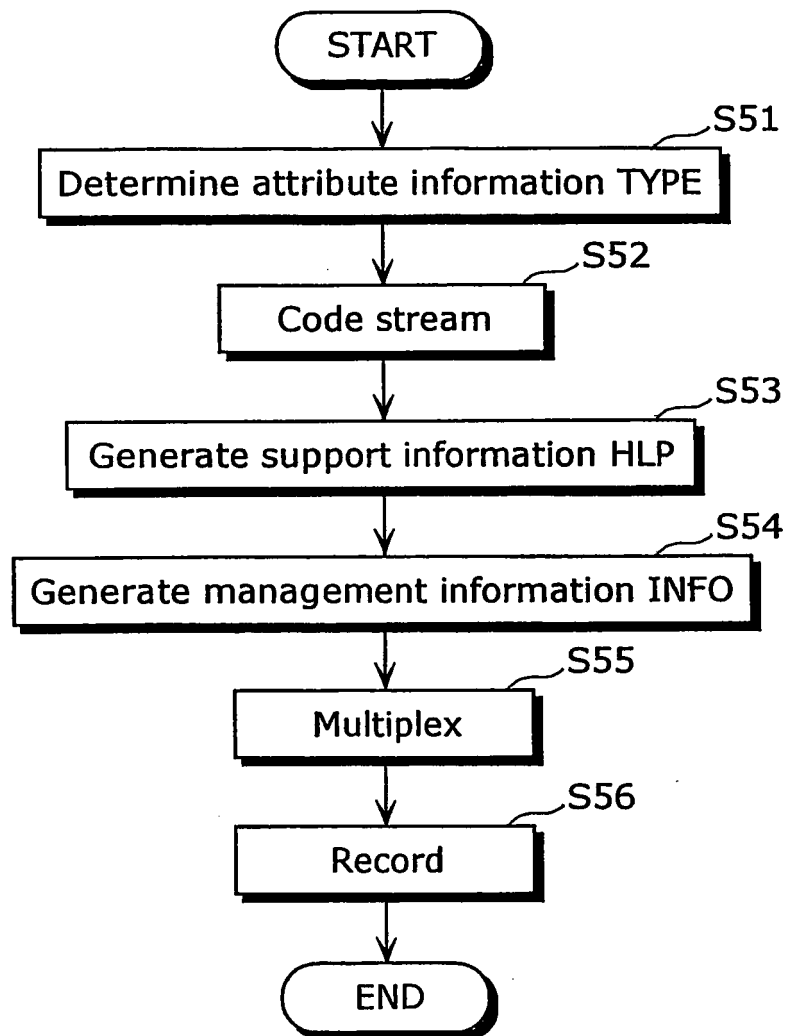 START
S51
Determine attribute information TYPE
S52
Code stream
S53
Generate support information HLP
S54
Generate management information INFO
S55
Multiplex
S56
Record
END